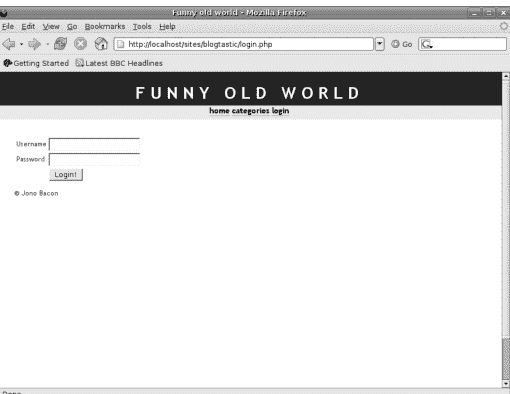 Funny old world - Mozilla Firefox
File Edit View Go Bookmarks Tools Help
http://localhost/sites/blogtastic/login.php Go G
Getting Started Latest BBC Headlines
FUNNY OLD WORLD
home categories login
Username
Password
Login!
© Jono Bacon
Done